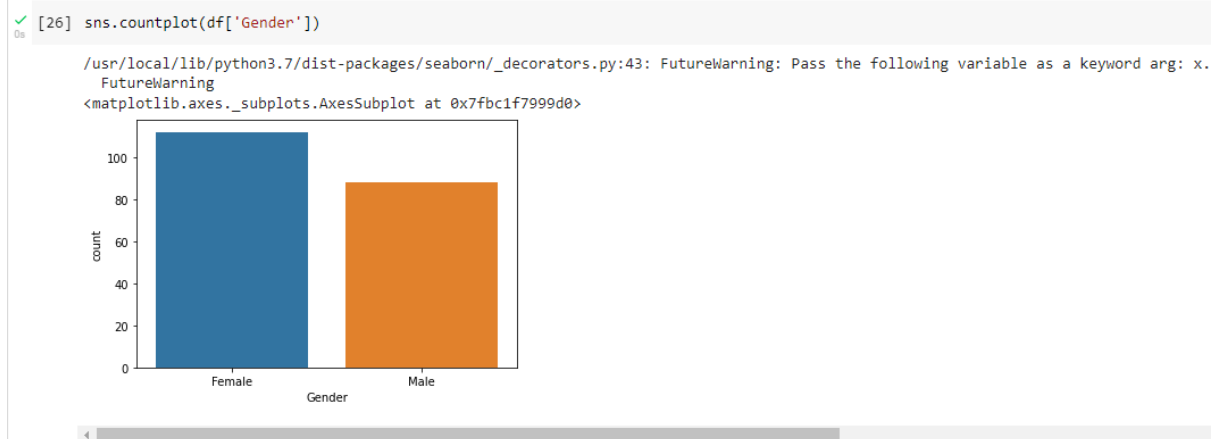 [26] sns.countplot(df['Gender'])
0s
/usr/local/lib/python3.7/dist-packages/seaborn/_decorators.py:43: FutureWarning: Pass the following variable as a keyword arg: x.
FutureWarning
<matplotlib.axes._subplots.AxesSubplot at 0x7fbc1f7999d0>
100
80
60
40
20
0
count
Female Male
Gender